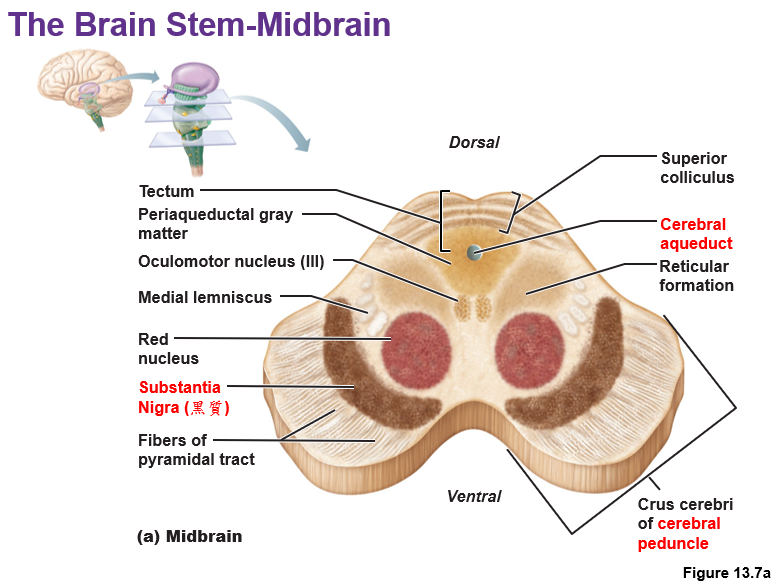 The Brain Stem-Midbrain
Dorsal
Superior
colliculus
Tectum
Periaqueductal gray
matter
Cerebral
aqueduct
Oculomotor nucleus (III)
Reticular
formation
Medial lemniscus
Red
nucleus
Substantia
Nigra (黑質)
Fibers of
pyramidal tract
Ventral
Crus cerebri
of cerebral
peduncle
(a) Midbrain
Figure 13.7a